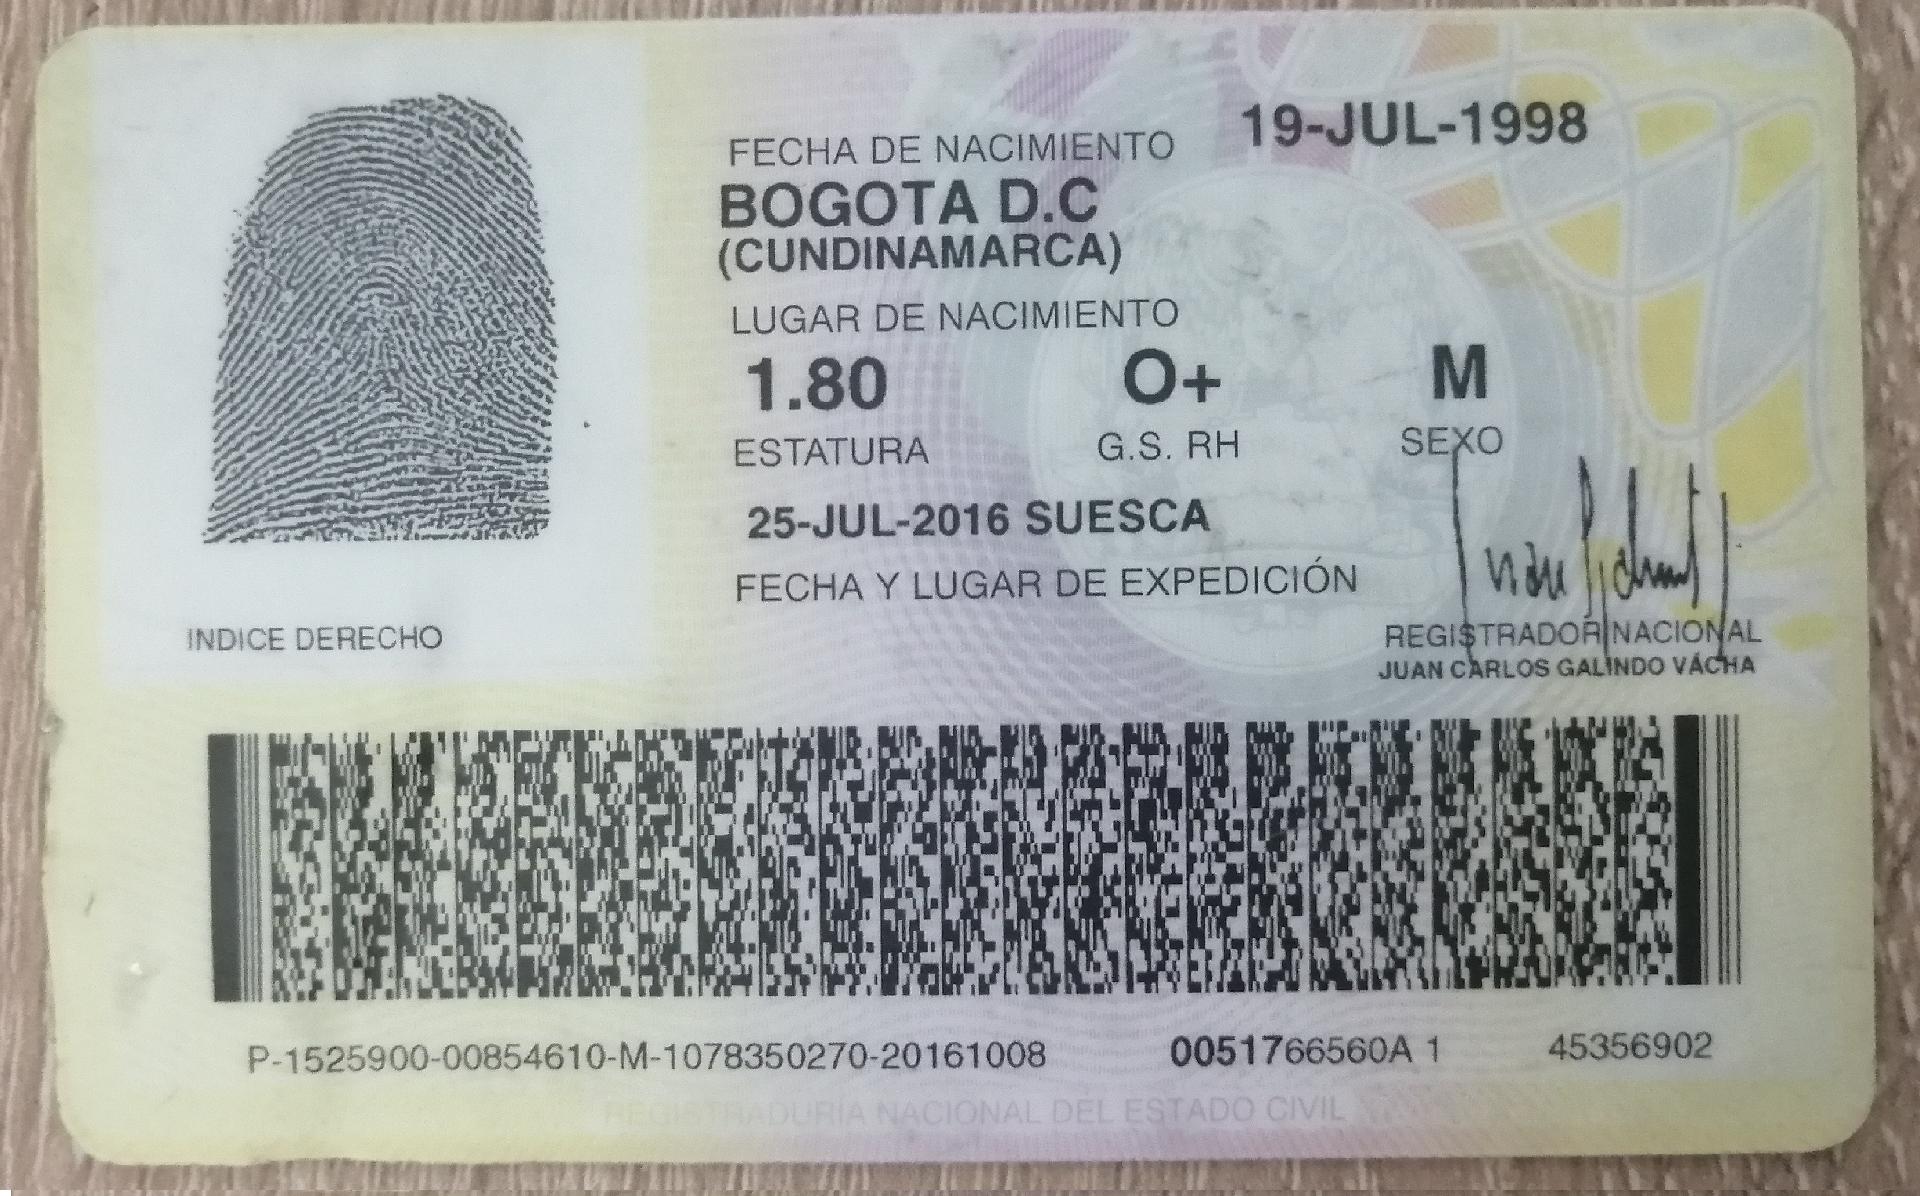 19-JUL-1998
FECHA DE NACIMIENTO
BOGOTA D.C
(CUNDINAMARCA)
LUGAR DE NACIMIENTO
1.80 O+ M
ESTATURA G.S. RH SEXO
25-JUL-2016 SUESCA
FECHA Y LUGAR DE EXPEDICIÓN
INDICE DERECHO
REGISTRADOR NACIONAL
JUAN CARLOS GALINDO VÁCHA
P-1525900-00854610-M-1078350270-20161008 0051766560A 1 45356902
REGISTRADURIA NACIONAL DEL ESTADO CIVIL